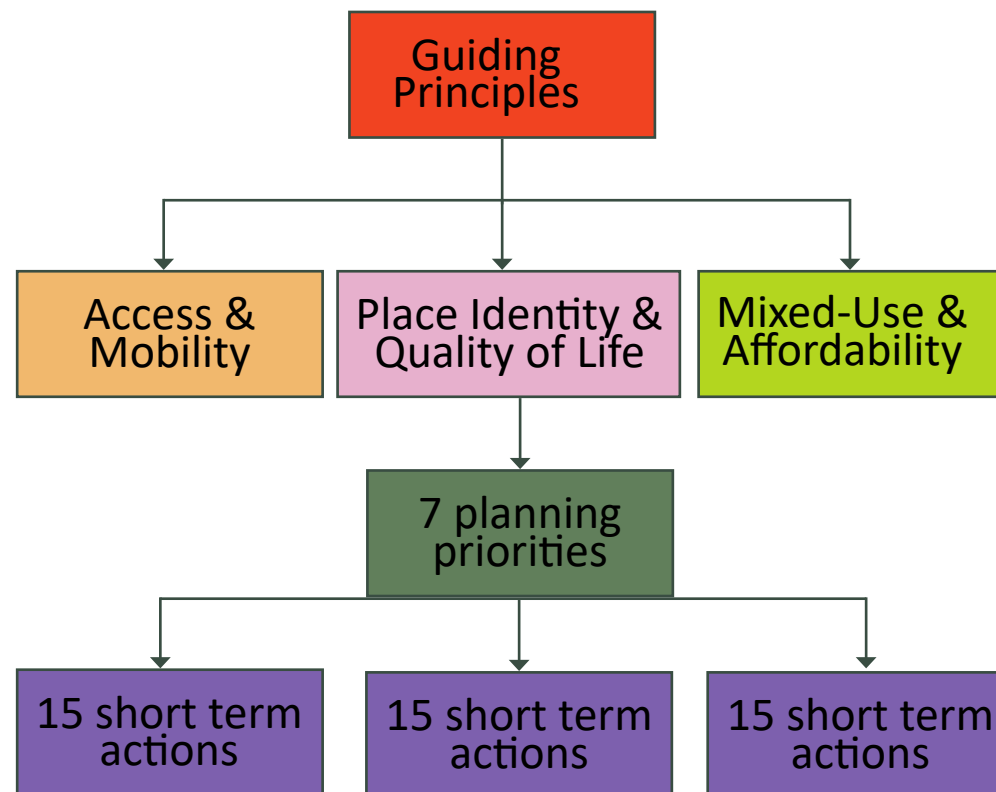 Guiding
Principles
Access &
Mobility
Place Identity &
Quality of Life
Mixed-Use &
Affordability
7 planning
priorities
15 short term
actions
15 short term
actions
15 short term
actions